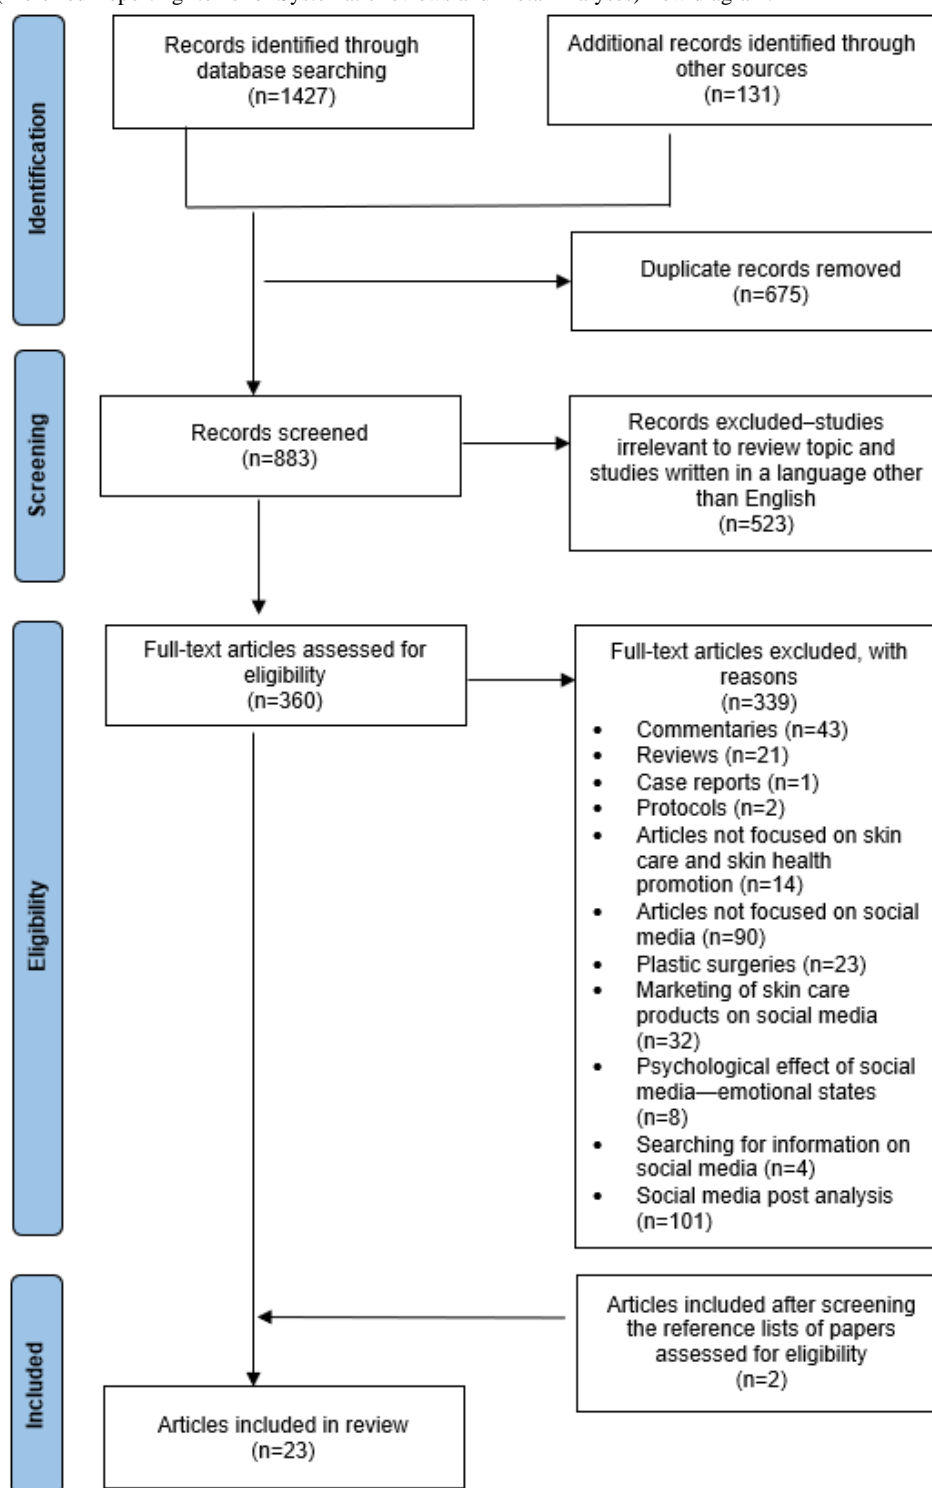 Records identified through
database searching
(n=1427)
Additional records identified through
other sources
(n=131)
Identification
Duplicate records removed
(n=675)
Screening
Records screened
(n=883)
Records excluded–studies
irrelevant to review topic and
studies written in a language other
than English
(n=523)
Eligibility
Full-text articles assessed for
eligibility
(n=360)
Full-text articles excluded, with
reasons
(n=339)
• Commentaries (n=43)
• Reviews (n=21)
• Case reports (n=1)
• Protocols (n=2)
• Articles not focused on skin
care and skin health
promotion (n=14)
• Articles not focused on social
media (n=90)
• Plastic surgeries (n=23)
• Marketing of skin care
products on social media
(n=32)
• Psychological effect of social
media—emotional states
(n=8)
• Searching for information on
social media (n=4)
• Social media post analysis
(n=101)
Included
Articles included after screening
the reference lists of papers
assessed for eligibility
(n=2)
Articles included in review
(n=23)